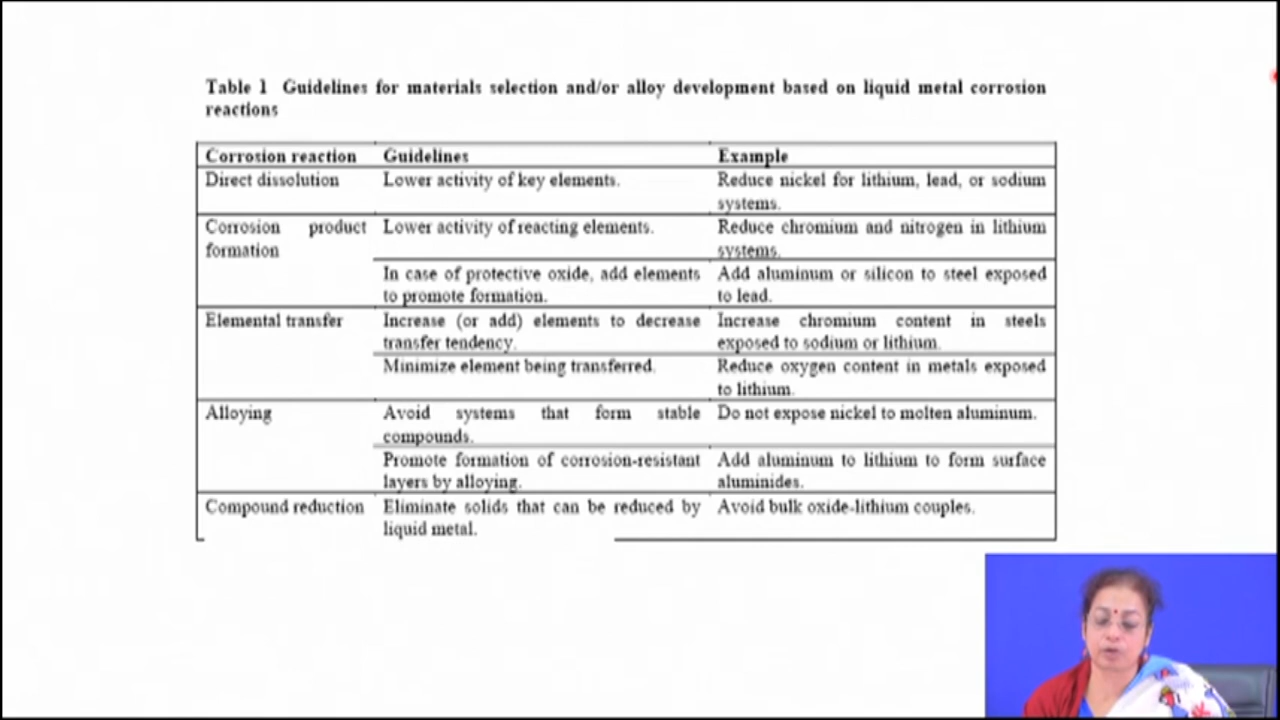 Table 1 Guidelines for materials selection and/or alloy development based on liquid metal corrosion
reactions
Corrosion reaction Guidelines Example
Direct dissolution Lower activity of key elements. Reduce nickel for lithium, lead, or sodium
systems.
Corrosion product Lower activity of reacting elements. Reduce chromium and nitrogen in lithium
formation systems.
In case of protective oxide, add elements Add aluminum or silicon to steel exposed
to promote formation. to lead.
Elemental transfer Increase (or add) elements to decrease Increase chromium content in steels
transfer tendency. exposed to sodium or lithium.
Minimize element being transferred. Reduce oxygen content in metals exposed
to lithium.
Alloying Avoid systems that form stable Do not expose nickel to molten aluminum.
compounds.
Promote formation of corrosion-resistant Add aluminum to lithium to form surface
layers by alloying. aluminides.
Compound reduction Eliminate solids that can be reduced by Avoid bulk oxide-lithium couples.
liquid metal.